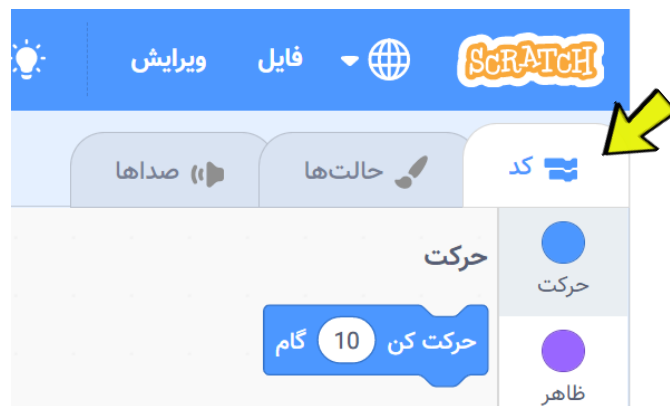 SCRATCH فایل ویرایش
کد حالت‌ها صداها
حرکت
حرکت
حرکت کن 10 گام
ظاهر